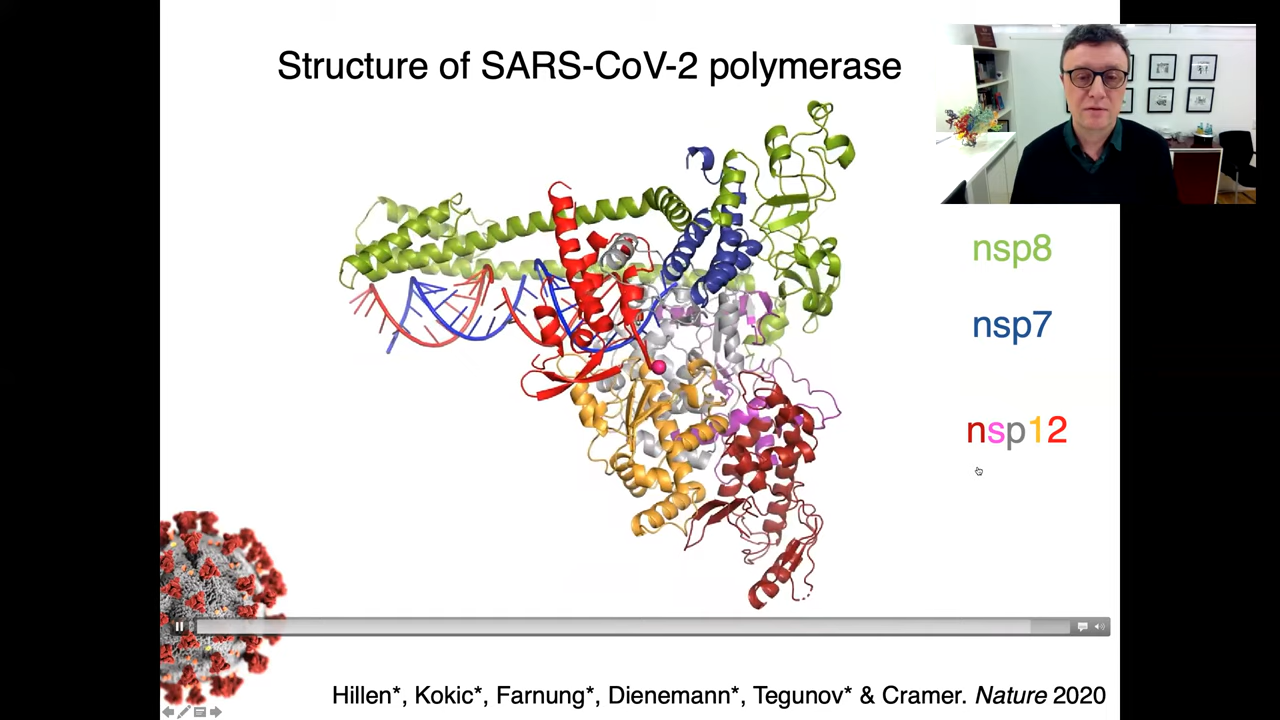 Structure of SARS-CoV-2 polymerase
nsp8
nsp7
nsp12
Hillen*, Kokic*, Farnung*, Dienemann*, Tegunov* & Cramer. Nature 2020